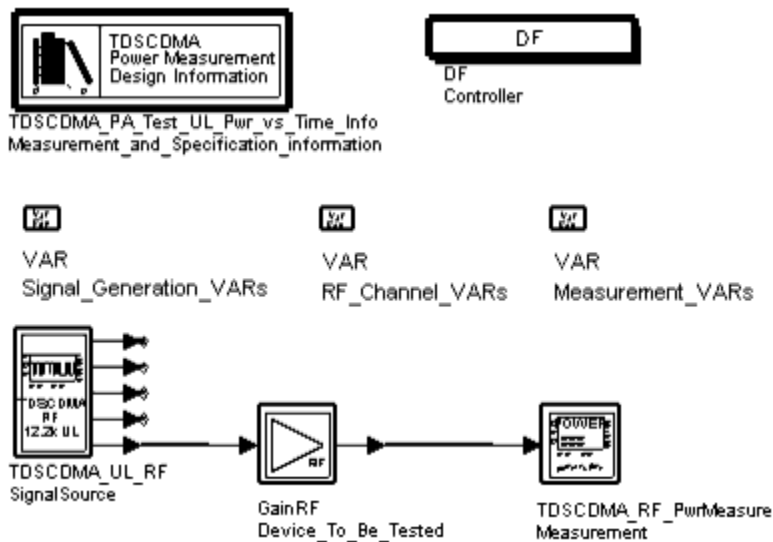 TDSCDMA
Power Measurement
Design Information
TDSCDMA_PA_Test_UL_Pwr_vs_Time_Info
Measurement_and_Specification_information
DF
DF
Controller
VAR
Signal_Generation_VARs
VAR
RF_Channel_VARs
VAR
Measurement_VARs
TDSCDMA
RF
12.2k UL
TDSCDMA_UL_RF
SignalSource
RF
GainRF
Device_To_Be_Tested
POWER
TDSCDMA_RF_PwrMeasure
Measurement